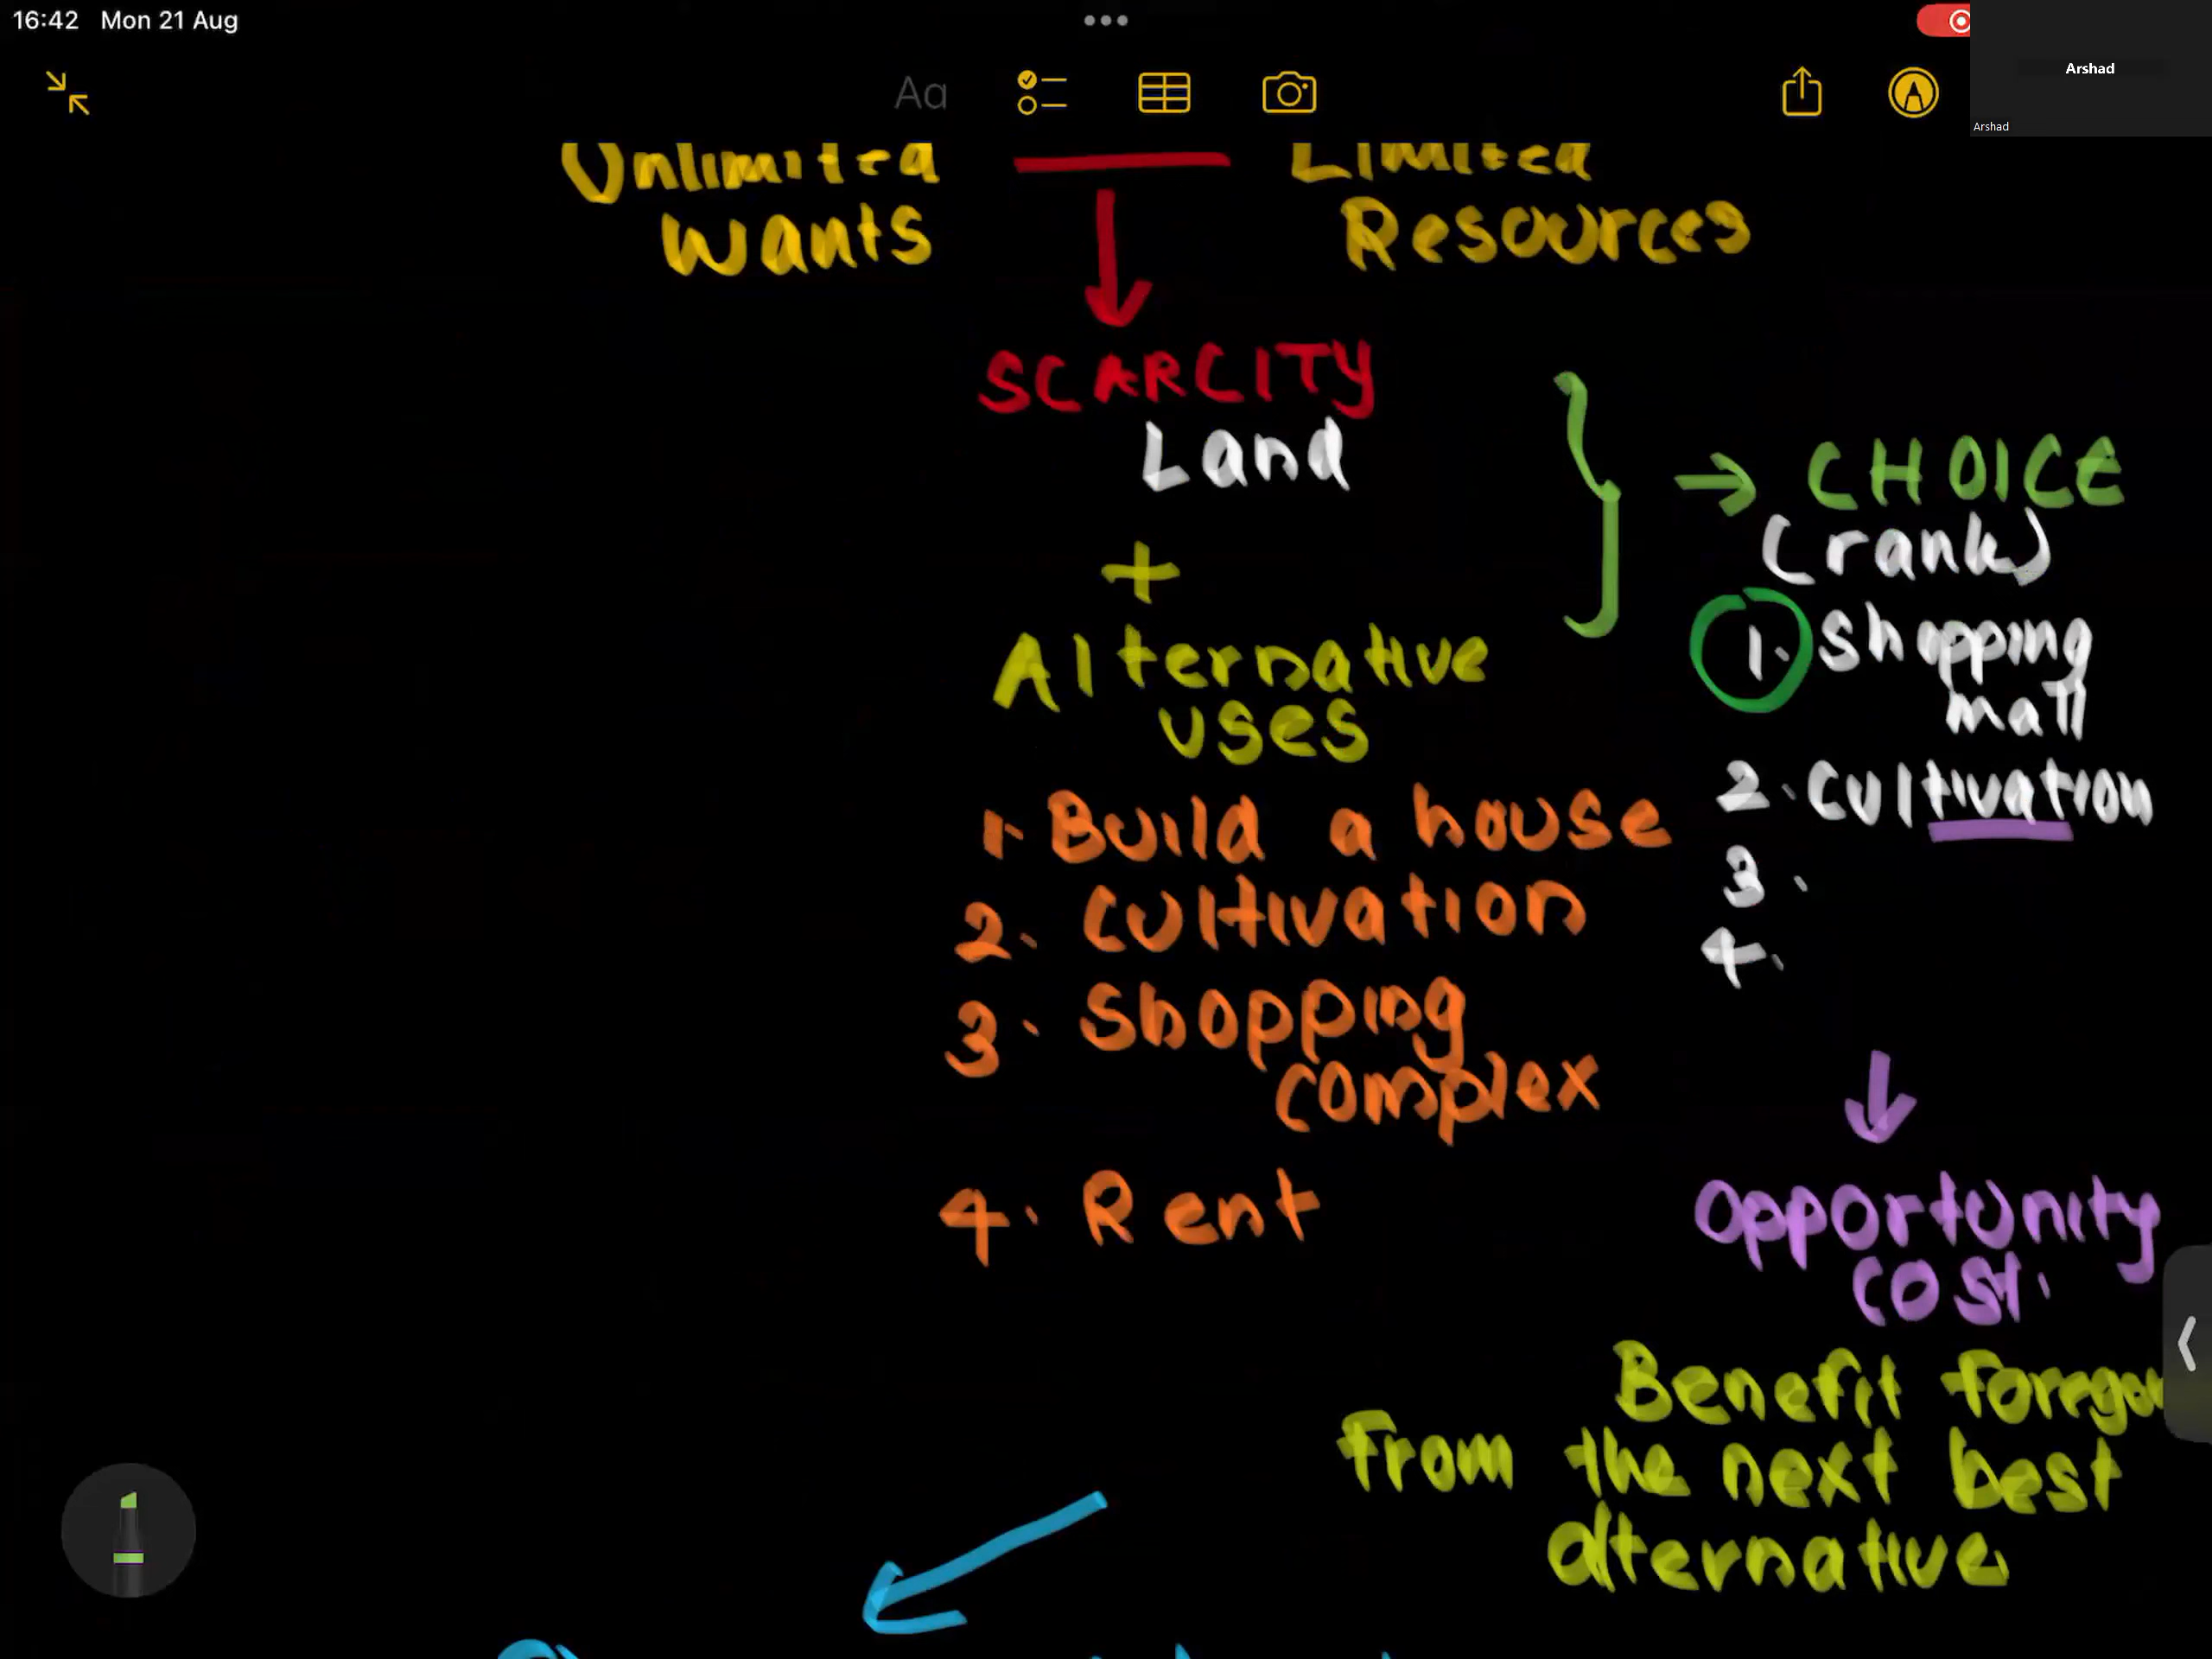 16:42 Mon 21 Aug
Arshad
Aa
Arshad
Unlimited
Limited
Wants
Resources
SCARCITY
Land
→ CHOICE
(rank)
+
1. Shopping
mall
Alternative
uses
2. Cultivation
1. Build a house
3.
2. Cultivation
4.
3. Shopping
complex
4. Rent
Opportunity
cost.
Benefit
from the next best
alternative